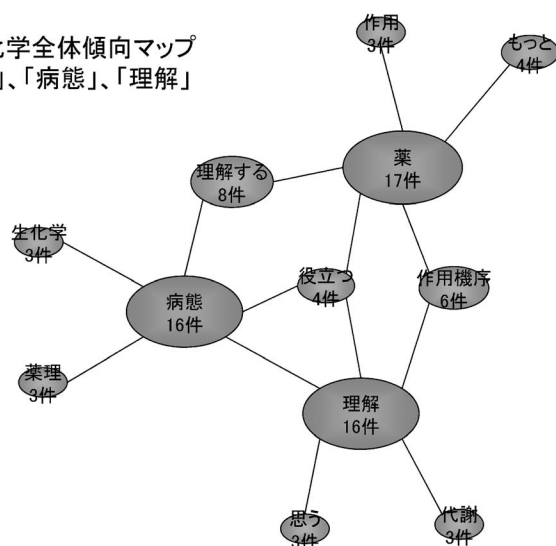 化学全体傾向マップ
」、「病態」、「理解」
作用
3件
もっと
4件
薬
17件
理解する
8件
生化学
3件
役立つ
4件
作用機序
6件
病態
16件
薬理
3件
理解
16件
思う
3件
代謝
3件